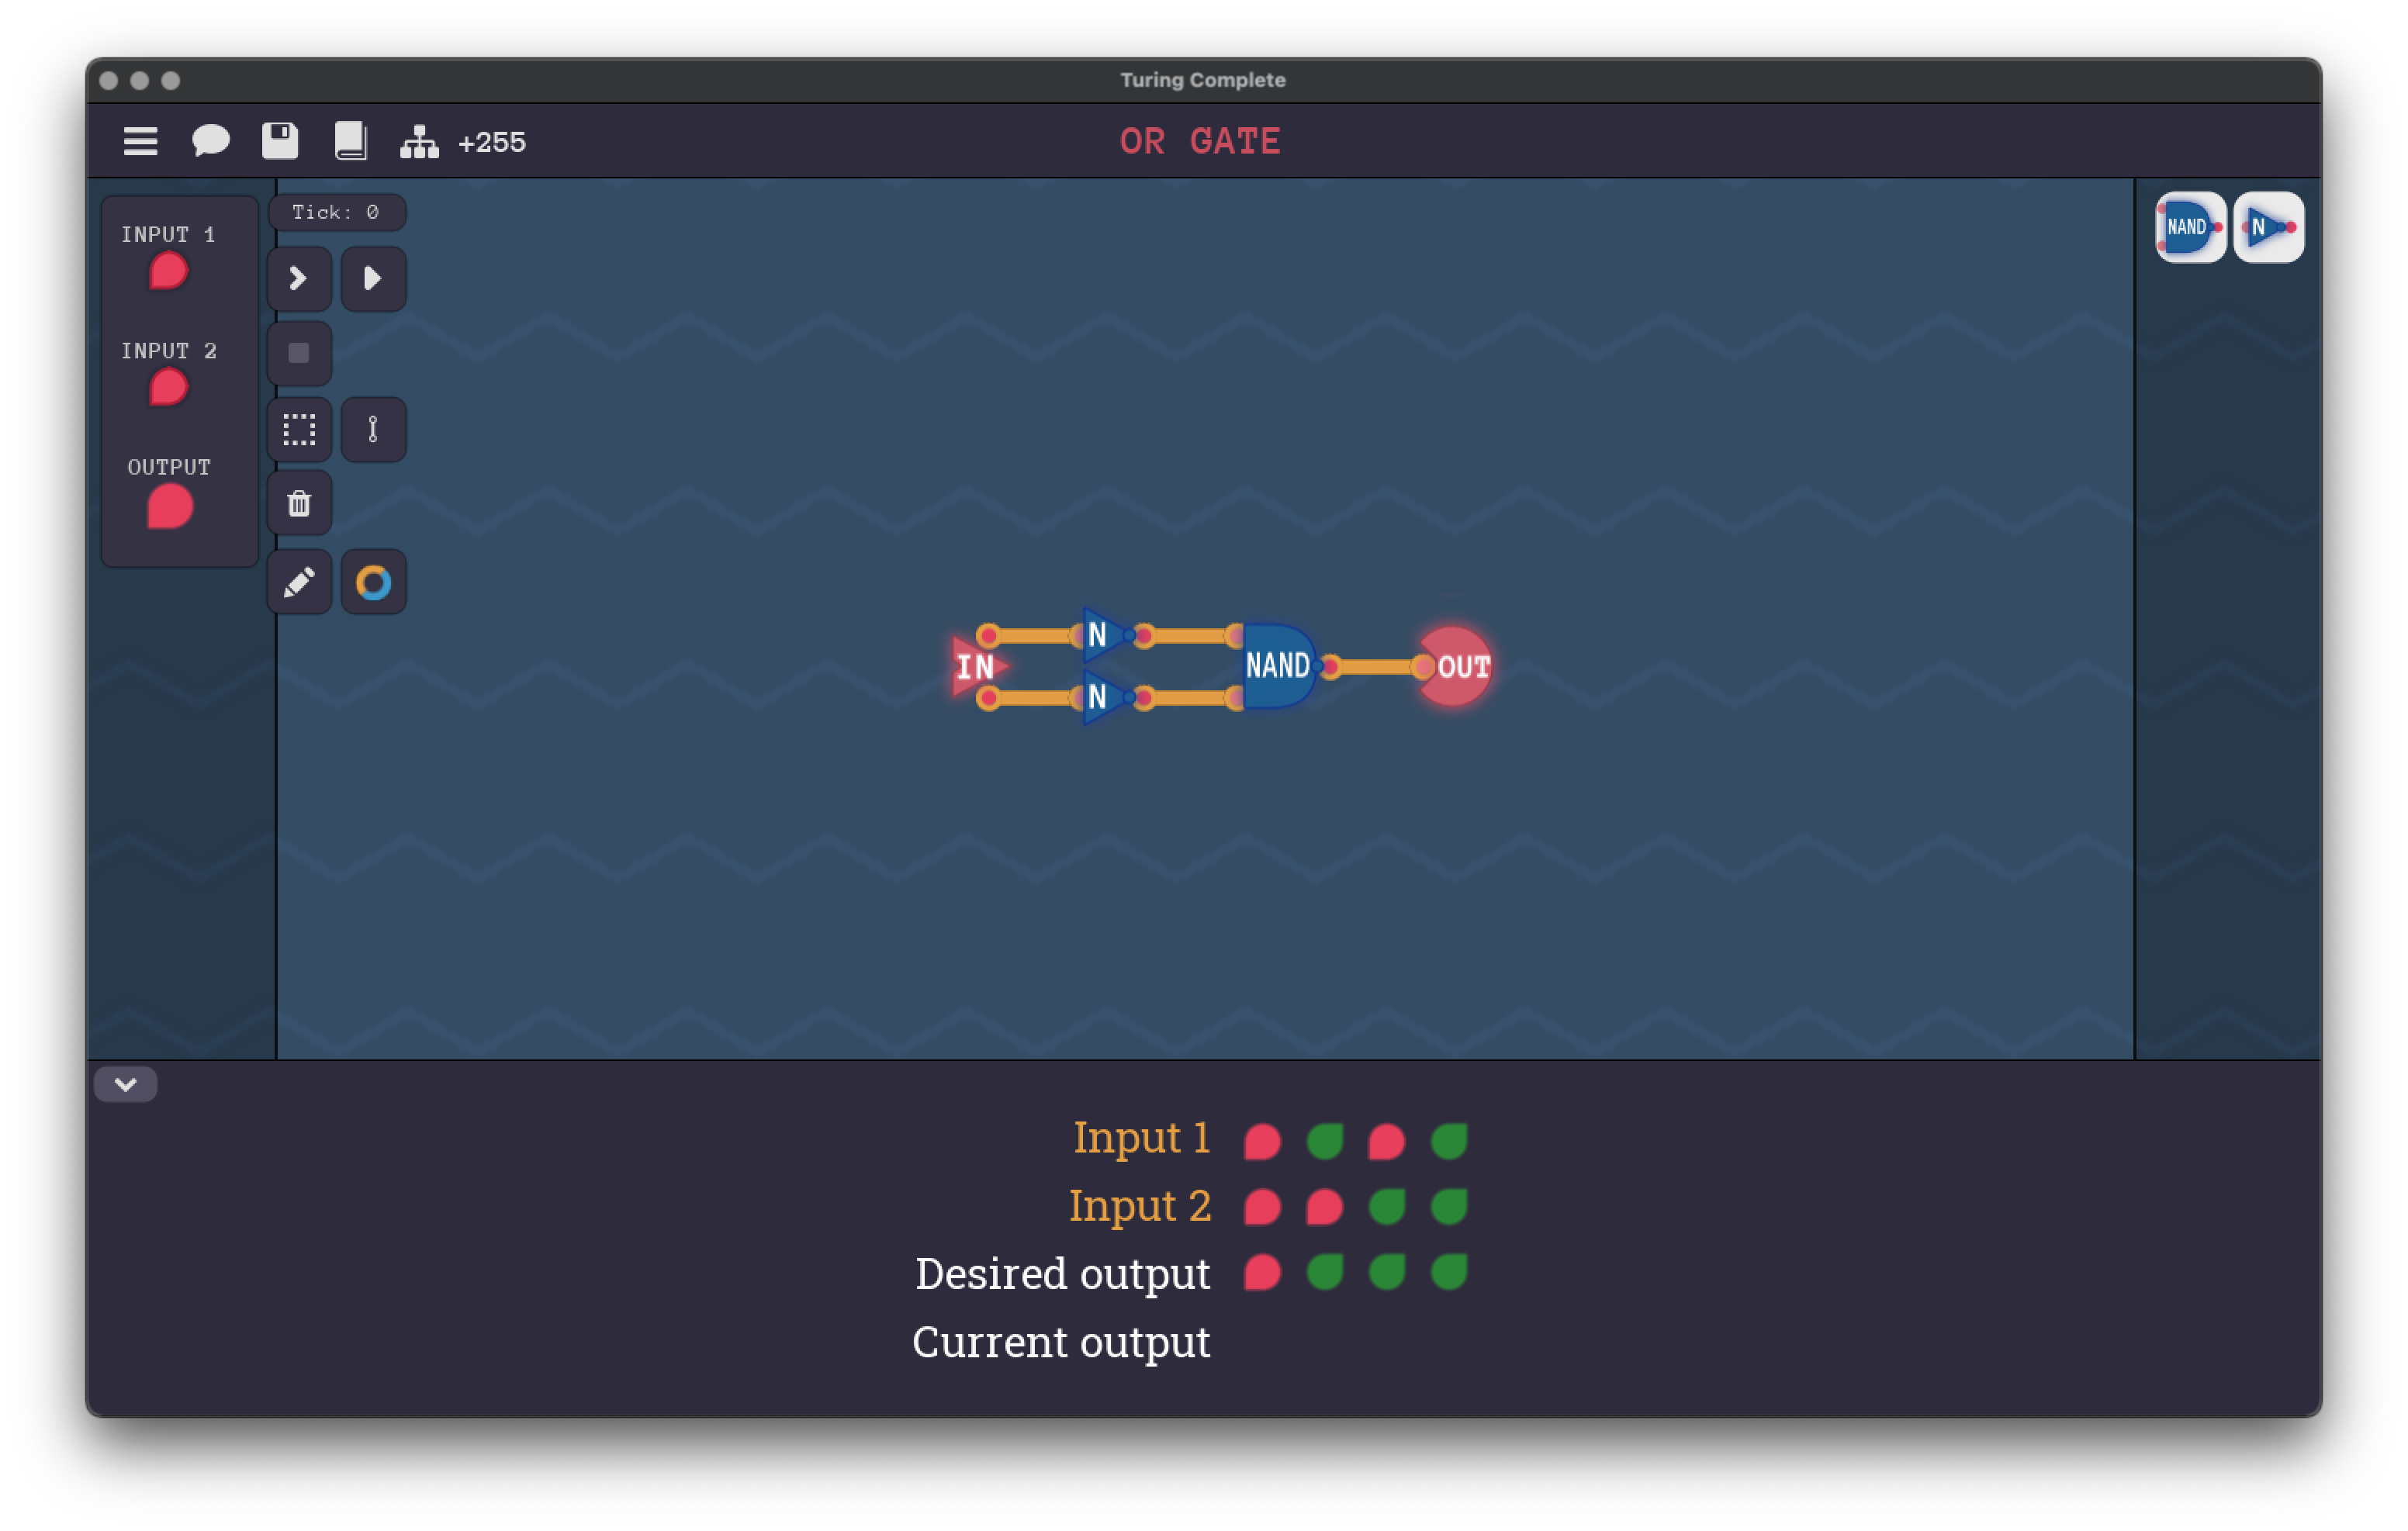 Turing Complete
+255
OR GATE
INPUT 1
INPUT 2
OUTPUT
Tick: 0
NAND
N
IN
N
N
NAND
OUT
Input 1
Input 2
Desired output
Current output